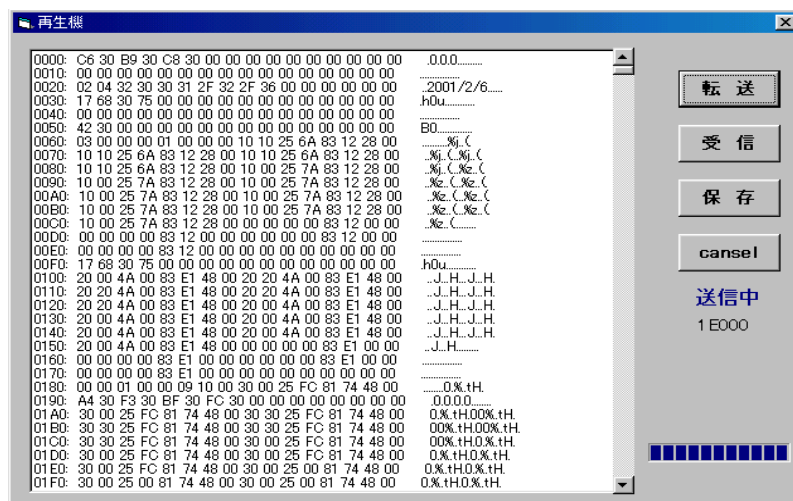 再生機
0000: C6 30 B9 30 C8 30 00 00 00 00 00 00 00 00 00 00 .0.0.0.........
0010: 00 00 00 00 00 00 00 00 00 00 00 00 00 00 00 00 ................
0020: 02 04 32 30 30 31 2F 32 2F 36 00 00 00 00 00 00 ..2001/2/6......
0030: 17 68 30 75 00 00 00 00 00 00 00 00 00 00 00 00 .h0u............
0040: 00 00 00 00 00 00 00 00 00 00 00 00 00 00 00 00 ................
0050: 42 30 00 00 00 00 00 00 00 00 00 00 00 00 00 00 B0..............
0060: 03 00 00 00 01 00 00 00 10 10 25 6A 83 12 28 00 ..........%j..(
0070: 10 10 25 6A 83 12 28 00 10 10 25 6A 83 12 28 00 ..%j..(..%j..(
0080: 10 10 25 6A 83 12 28 00 10 00 25 7A 83 12 28 00 ..%j..(..%z..(
0090: 10 00 25 7A 83 12 28 00 10 00 25 7A 83 12 28 00 ..%z..(..%z..(
00A0: 10 00 25 7A 83 12 28 00 10 00 25 7A 83 12 28 00 ..%z..(..%z..(
00B0: 10 00 25 7A 83 12 28 00 10 00 25 7A 83 12 28 00 ..%z..(..%z..(
00C0: 10 00 25 7A 83 12 28 00 00 00 00 00 83 12 00 00 ..%z..(........
00D0: 00 00 00 00 83 12 00 00 00 00 00 00 83 12 00 00 ................
00E0: 00 00 00 00 83 12 00 00 00 00 00 00 00 00 00 00 ................
00F0: 17 68 30 75 00 00 00 00 00 00 00 00 00 00 00 00 .h0u............
0100: 20 00 4A 00 83 E1 48 00 20 20 4A 00 83 E1 48 00 ..J...H...J...H.
0110: 20 20 4A 00 83 E1 48 00 20 20 4A 00 83 E1 48 00 ..J...H...J...H.
0120: 20 20 4A 00 83 E1 48 00 20 00 4A 00 83 E1 48 00 ..J...H...J...H.
0130: 20 00 4A 00 83 E1 48 00 20 00 4A 00 83 E1 48 00 ..J...H...J...H.
0140: 20 00 4A 00 83 E1 48 00 20 00 4A 00 83 E1 48 00 ..J...H...J...H.
0150: 20 00 4A 00 83 E1 48 00 00 00 00 00 83 E1 00 00 ..J...H.........
0160: 00 00 00 00 83 E1 00 00 00 00 00 00 83 E1 00 00 ................
0170: 00 00 00 00 83 E1 00 00 00 00 00 00 00 00 00 00 ................
0180: 00 00 01 00 00 09 10 00 30 00 25 FC 81 74 48 00 ........0.%.tH.
0190: A4 30 F3 30 BF 30 FC 30 00 00 00 00 00 00 00 00 .0.0.0.0........
01A0: 30 00 25 FC 81 74 48 00 30 30 25 FC 81 74 48 00 0.%.tH.00%.tH.
01B0: 30 30 25 FC 81 74 48 00 30 30 25 FC 81 74 48 00 00%.tH.00%.tH.
01C0: 30 30 25 FC 81 74 48 00 30 00 25 FC 81 74 48 00 00%.tH.0.%.tH.
01D0: 30 00 25 FC 81 74 48 00 30 00 25 FC 81 74 48 00 0.%.tH.0.%.tH.
01E0: 30 00 25 FC 81 74 48 00 30 00 25 00 81 74 48 00 0.%.tH.0.%.tH.
01F0: 30 00 25 00 81 74 48 00 30 00 25 00 81 74 48 00 0.%.tH.0.%.tH.
転 送
受 信
保 存
cansel
送信中
1E000